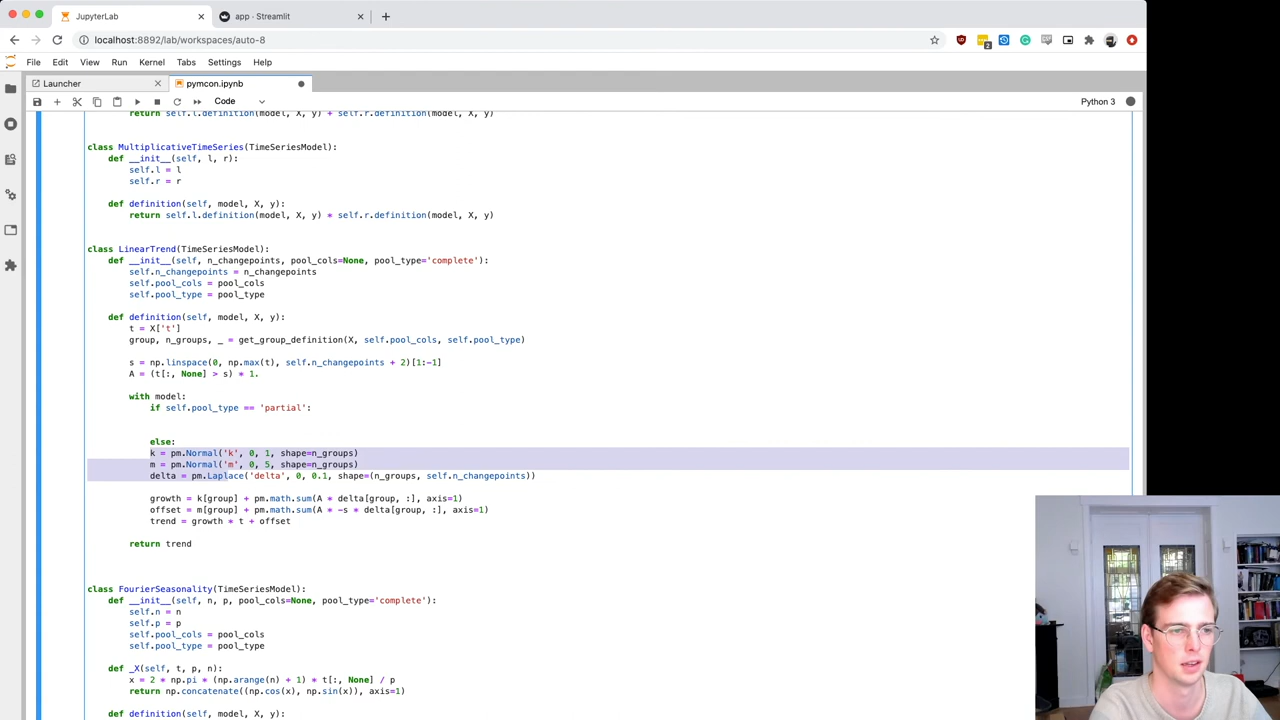 JupyterLab
app · Streamlit
localhost:8892/lab/workspaces/auto-8
2
File Edit View Run Kernel Tabs Settings Help
Launcher
pymcon.ipynb
Code
Python 3
return self.l.definition(model, X, y) + self.r.definition(model, X, y)
class MultiplicativeTimeSeries(TimeSeriesModel):
def __init__(self, l, r):
self.l = l
self.r = r
def definition(self, model, X, y):
return self.l.definition(model, X, y) * self.r.definition(model, X, y)
class LinearTrend(TimeSeriesModel):
def __init__(self, n_changepoints, pool_cols=None, pool_type='complete'):
self.n_changepoints = n_changepoints
self.pool_cols = pool_cols
self.pool_type = pool_type
def definition(self, model, X, y):
t = X['t']
group, n_groups, _ = get_group_definition(X, self.pool_cols, self.pool_type)
s = np.linspace(0, np.max(t), self.n_changepoints + 2)[1:-1]
A = (t[:, None] > s) * 1.
with model:
if self.pool_type == 'partial':
else:
k = pm.Normal('k', 0, 1, shape=n_groups)
m = pm.Normal('m', 0, 5, shape=n_groups)
delta = pm.Laplace('delta', 0, 0.1, shape=(n_groups, self.n_changepoints))
growth = k[group] + pm.math.sum(A * delta[group, :], axis=1)
offset = m[group] + pm.math.sum(A * -s * delta[group, :], axis=1)
trend = growth * t + offset
return trend
class FourierSeasonality(TimeSeriesModel):
def __init__(self, n, p, pool_cols=None, pool_type='complete'):
self.n = n
self.p = p
self.pool_cols = pool_cols
self.pool_type = pool_type
def _X(self, t, p, n):
x = 2 * np.pi * (np.arange(n) + 1) * t[:, None] / p
return np.concatenate((np.cos(x), np.sin(x)), axis=1)
def definition(self, model, X, y):